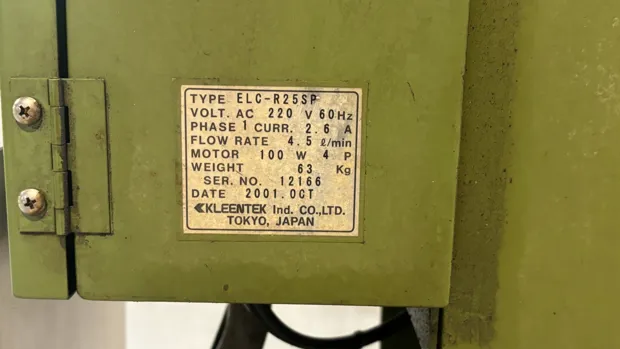 TYPE ELC-R25SP
VOLT. AC 220 V 60Hz
PHASE 1 CURR. 2.6 A
FLOW RATE 4.5 ℓ/min
MOTOR 100 W 4 P
WEIGHT 63 Kg
SER. NO. 12166
DATE 2001.OCT
KLEENTEK Ind. CO.,LTD.
TOKYO, JAPAN